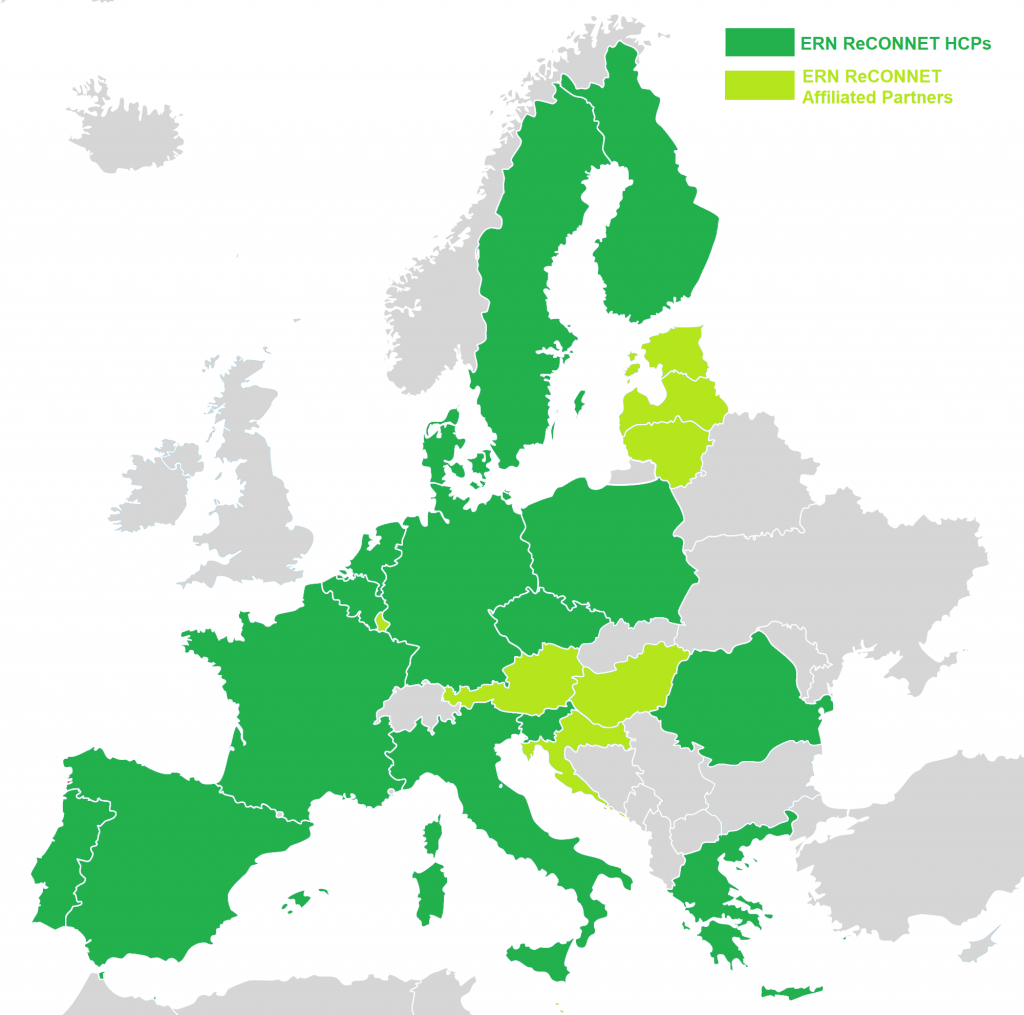 ERN ReCONNET HCPs
ERN ReCONNET
Affiliated Partners